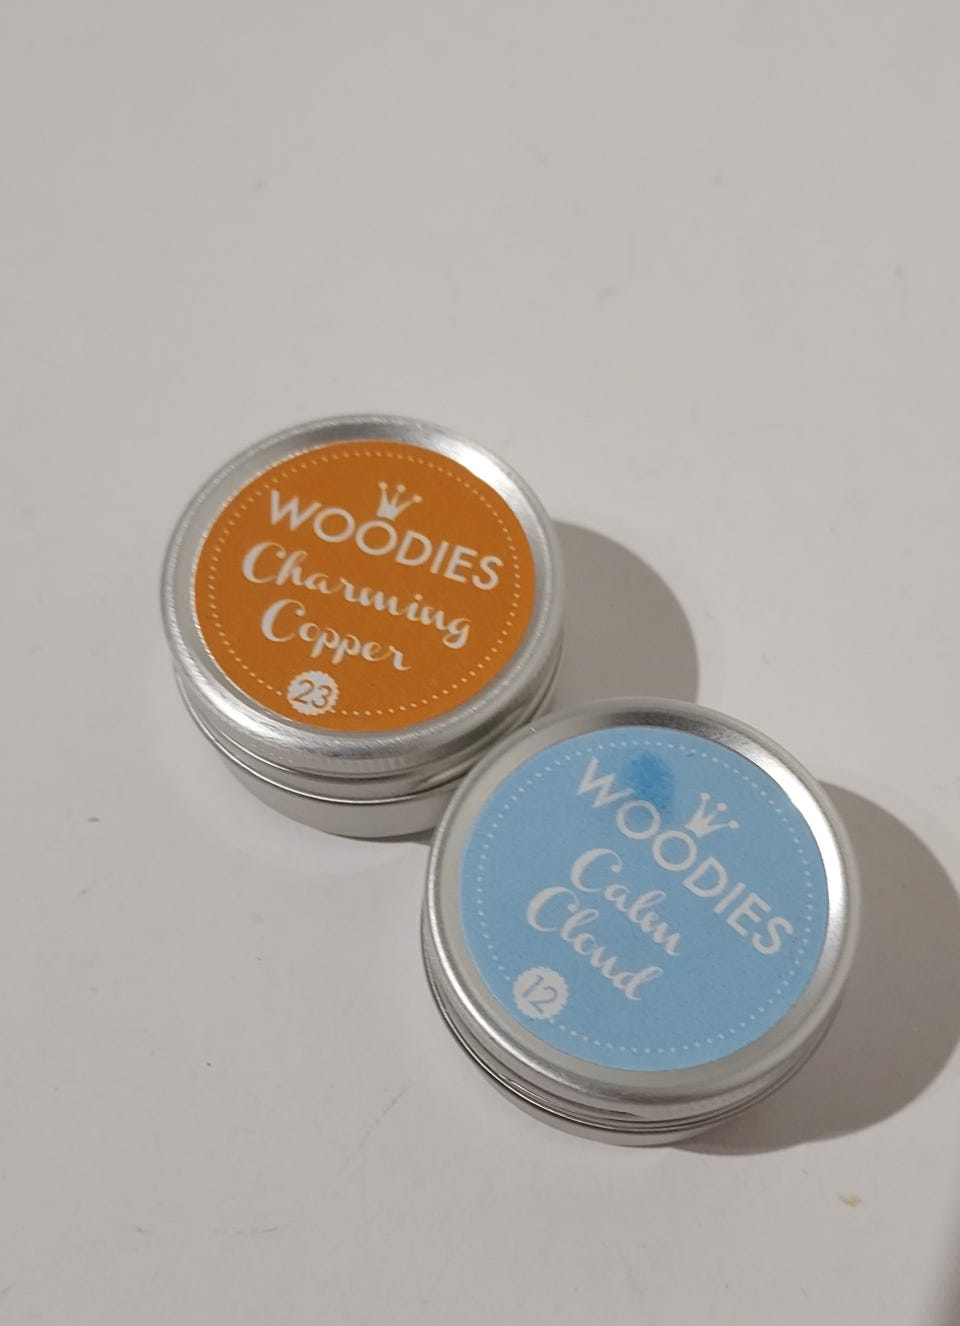 WOODIES
Charming
Copper
23
WOODIES
Calm
Cloud
12